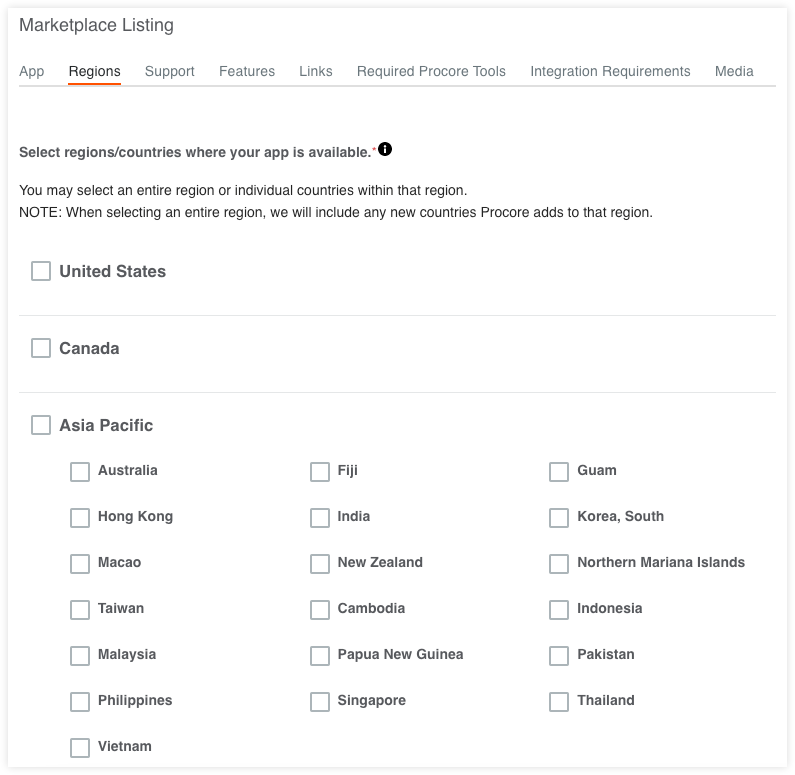 Marketplace Listing
App Regions Support Features Links Required Procore Tools Integration Requirements Media
Select regions/countries where your app is available.*
You may select an entire region or individual countries within that region.
NOTE: When selecting an entire region, we will include any new countries Procore adds to that region.
United States
Canada
Asia Pacific
Australia Fiji Guam
Hong Kong India Korea, South
Macao New Zealand Northern Mariana Islands
Taiwan Cambodia Indonesia
Malaysia Papua New Guinea Pakistan
Philippines Singapore Thailand
Vietnam